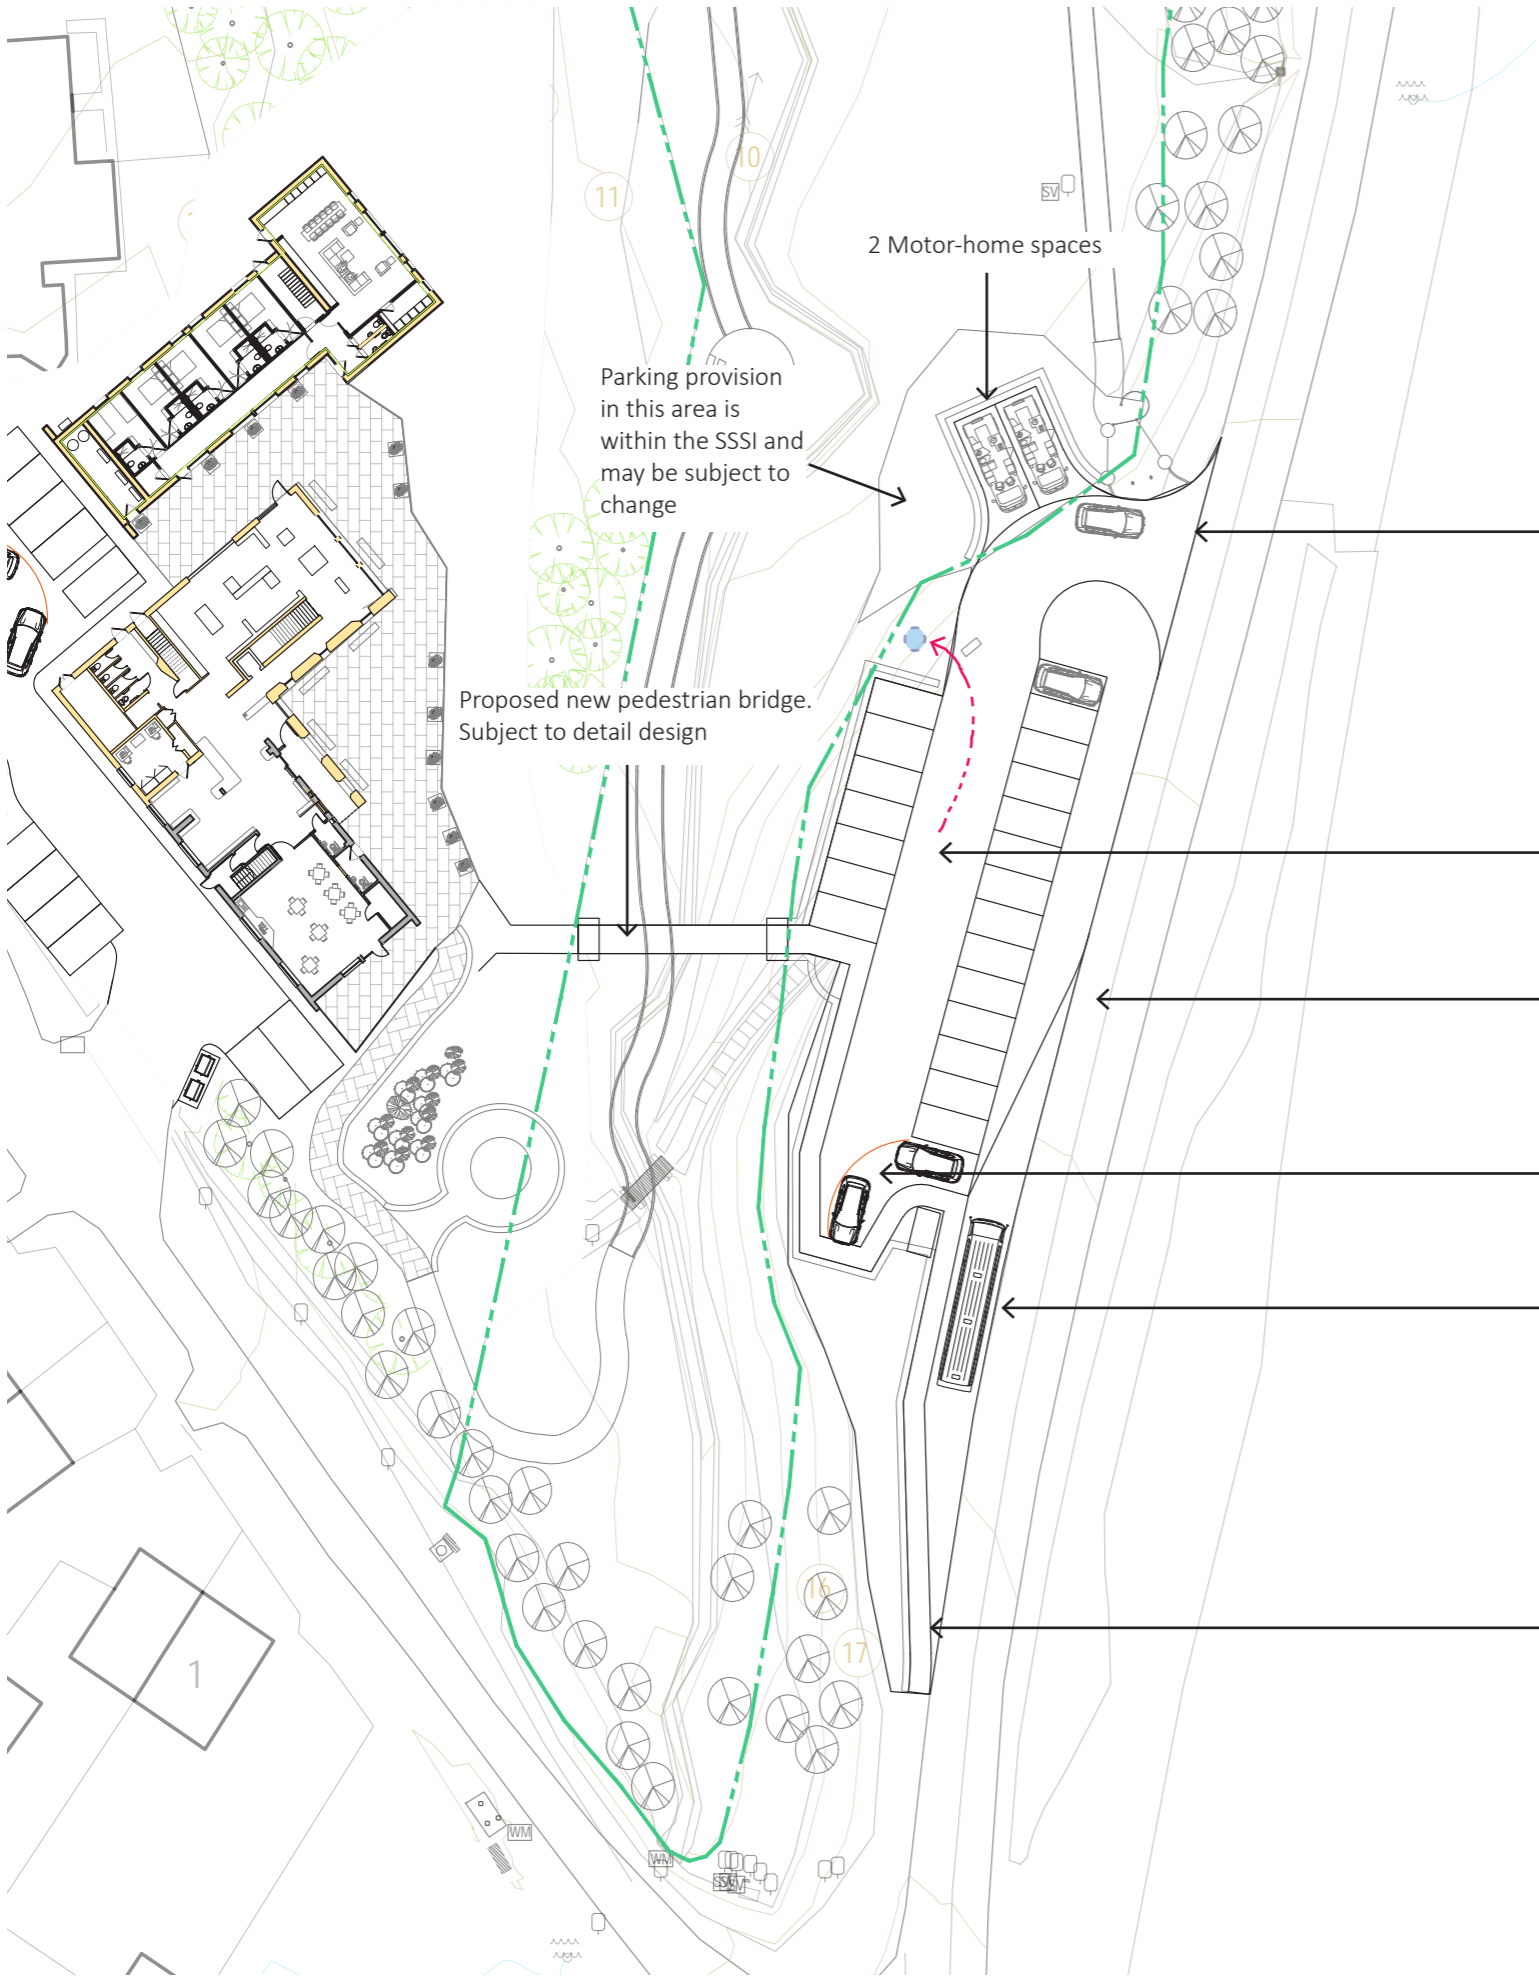 10
11
SV
2 Motor-home spaces
Parking provision
in this area is
within the SSSI and
may be subject to
change
Proposed new pedestrian bridge.
Subject to detail design
16
17
1
WM
WM